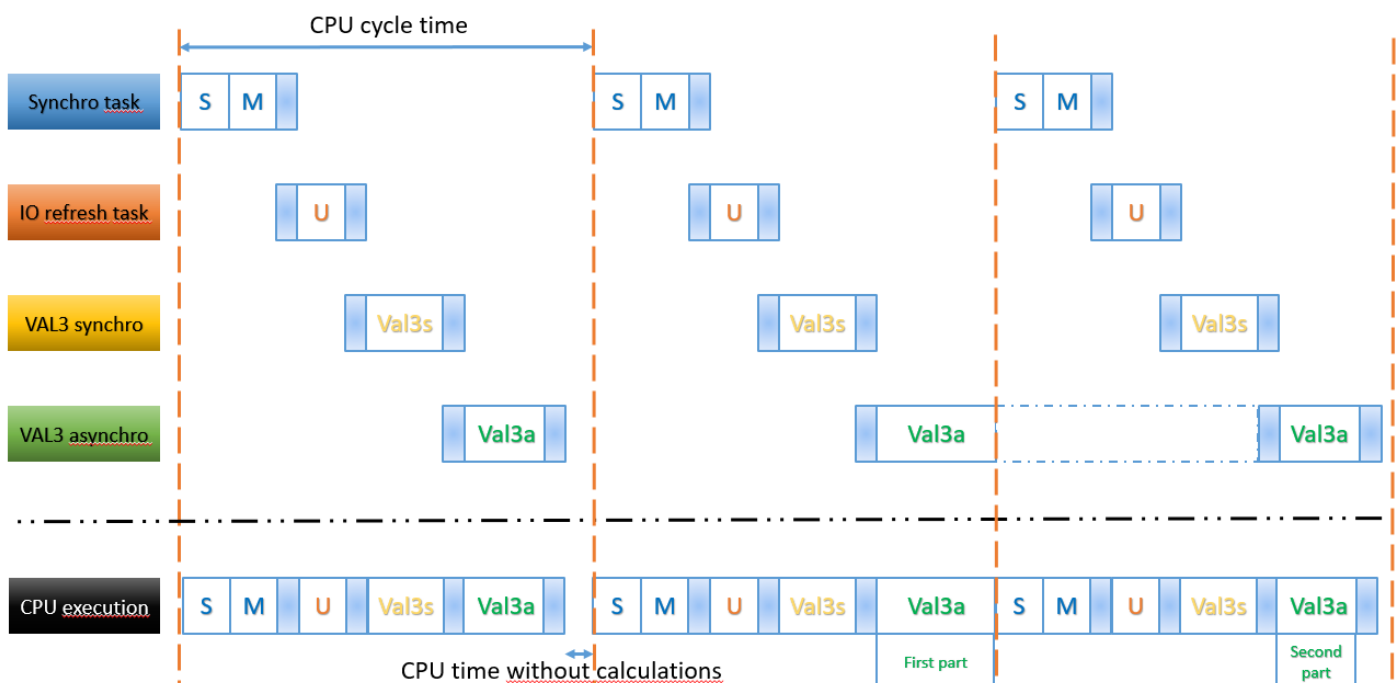 CPU cycle time
Synchro task
S M
S M
S M
IO refresh task
U
U
U
VAL3 synchro
Val3s
Val3s
Val3s
VAL3 asynchro
Val3a
Val3a
Val3a
CPU execution
S M U Val3s Val3a
S M U Val3s Val3a
S M U Val3s Val3a
CPU time without calculations
First part
Second
part